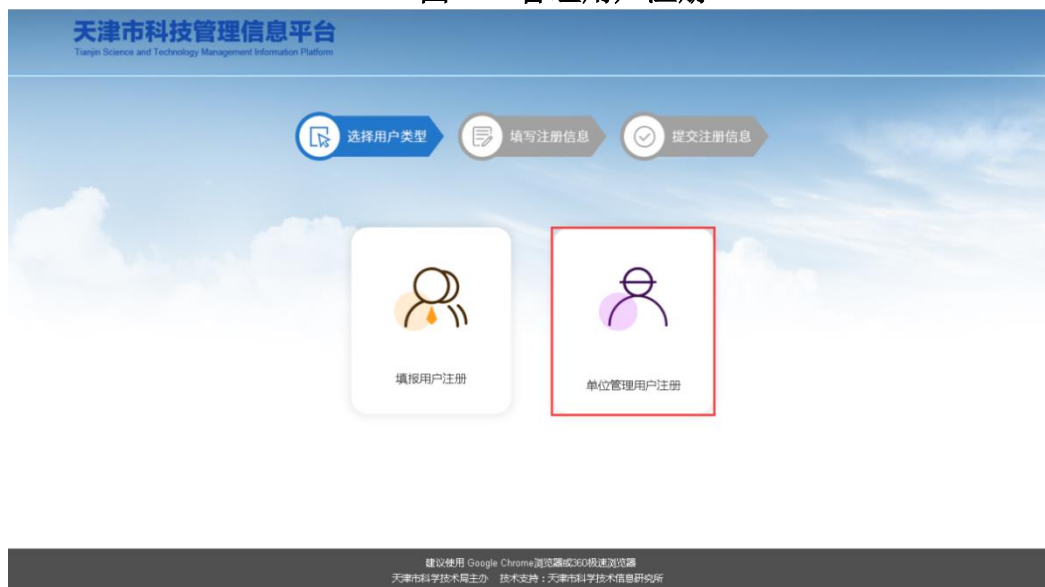 天津市科技管理信息平台
Tianjin Science and Technology Management Information Platform
选择用户类型
填写注册信息
提交注册信息
填报用户注册
单位管理用户注册
建议使用 Google Chrome浏览器或360极速浏览器
天津市科学技术局主办 技术支持：天津市科学技术信息研究所